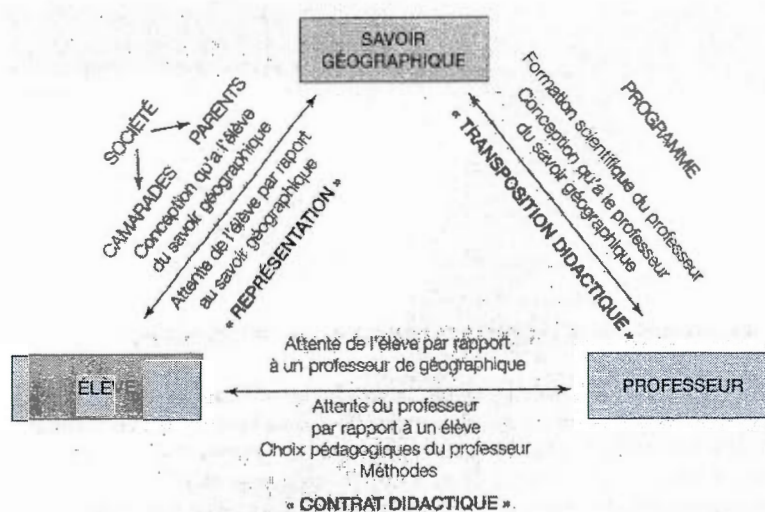 SAVOIR
GÉOGRAPHIQUE
SOCIÉTÉ
PARENTS
CAMARADES
Conception qu'a l'élève
du savoir géographique
Attente de l'élève par raport
au savoir géographique
« REPRÉSENTATION »
PROGRAMME
Formation scientifique du professeur
Conception qu'a le professeur
du savoir géographique
« TRANSPOSITION DIDACTIQUE »
ÉLÈVE
Attente de l'élève par rapport
à un professeur de géographique
PROFESSEUR
Attente du professeur
par rapport à un élève
Choix pédagogiques du professeur
Méthodes
« CONTRAT DIDACTIQUE »